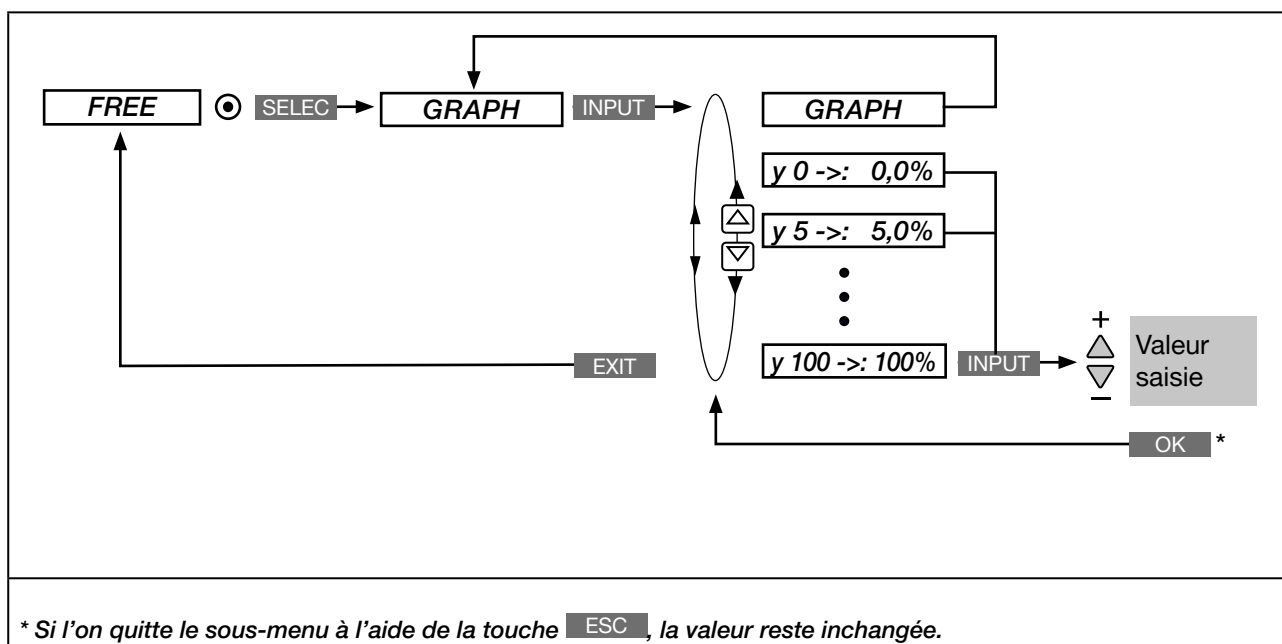 FREE SELEC GRAPH INPUT GRAPH
y 0 ->: 0,0%
y 5 ->: 5,0%
y 100 ->: 100% INPUT
+
Valeur
saisie
–
EXIT
OK *
* Si l'on quitte le sous-menu à l'aide de la touche ESC, la valeur reste inchangée.